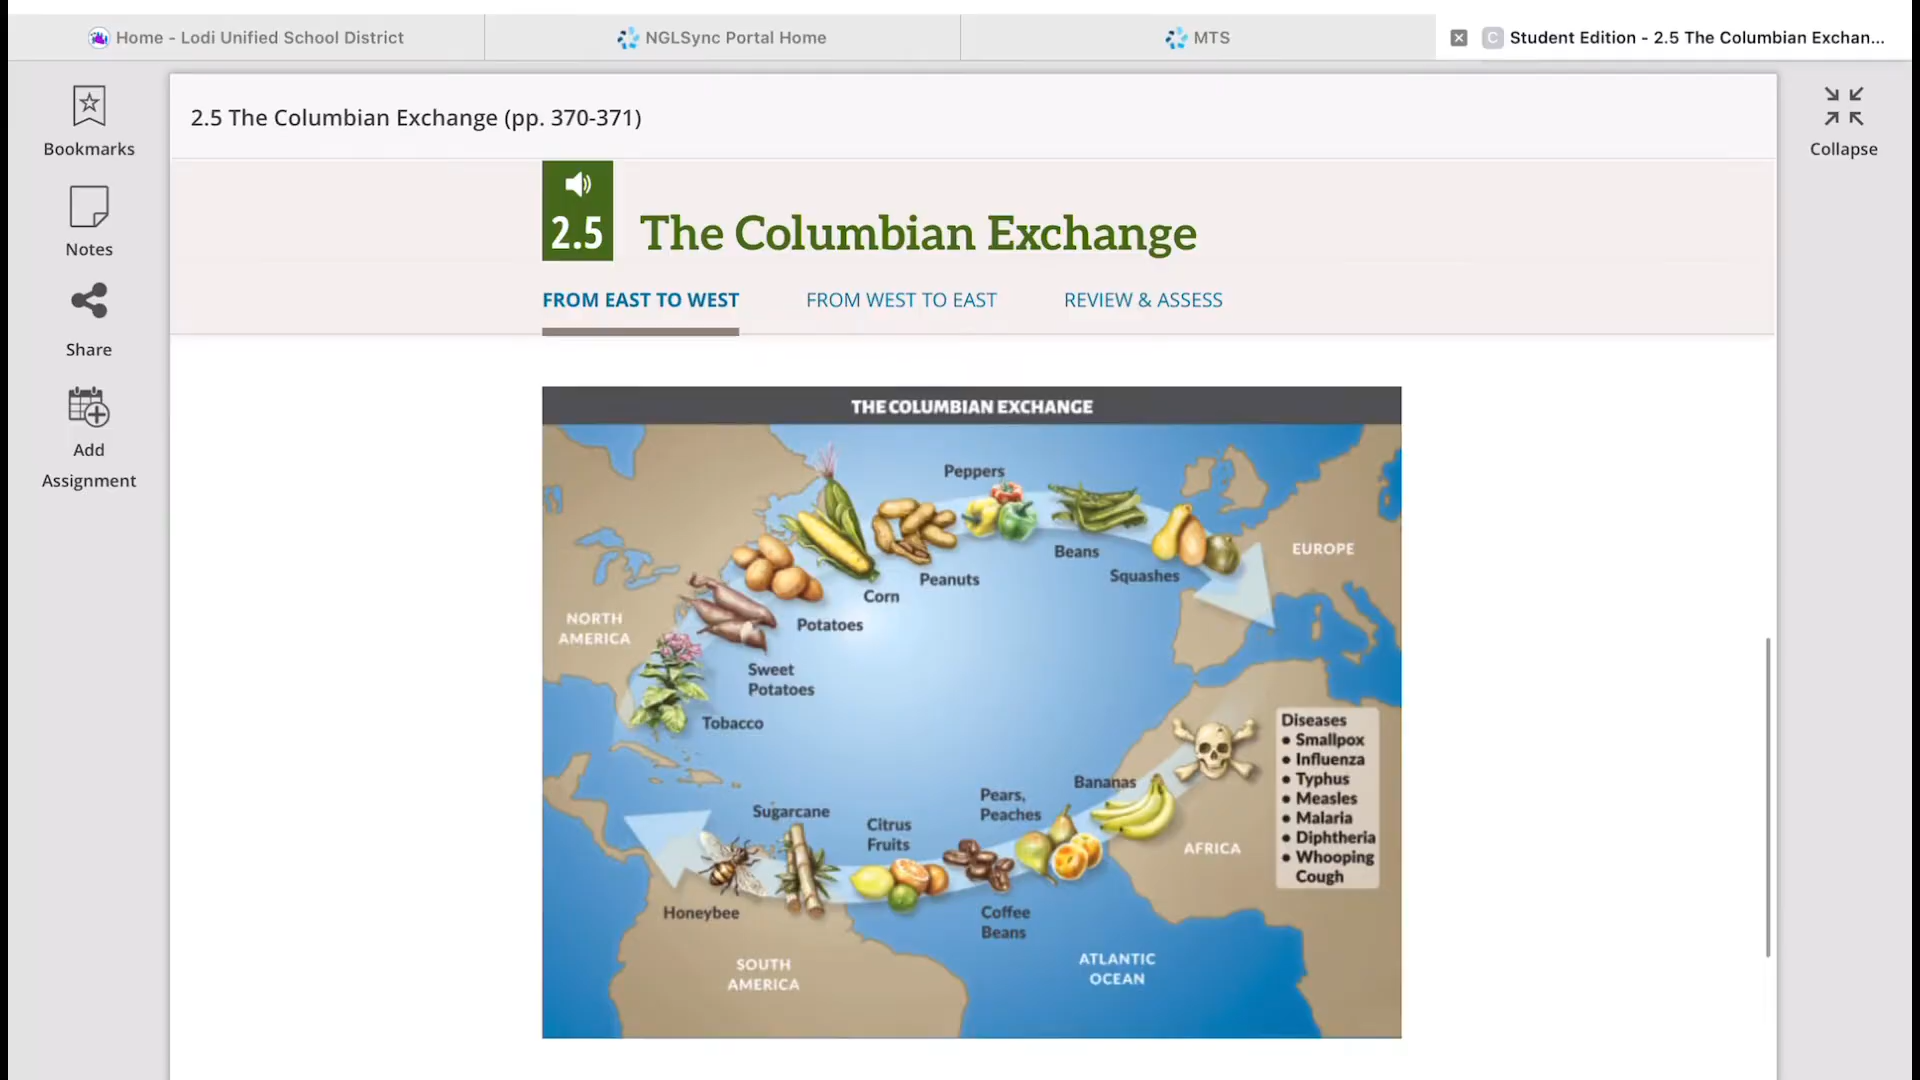 Home - Lodi Unified School District
NGLSync Portal Home
MTS
C
Student Edition - 2.5 The Columbian Exchan...
Bookmarks
Notes
Share
Add
Assignment
Collapse
2.5 The Columbian Exchange (pp. 370-371)
2.5
The Columbian Exchange
FROM EAST TO WEST
FROM WEST TO EAST
REVIEW & ASSESS
THE COLUMBIAN EXCHANGE
Peppers
Beans
Squashes
EUROPE
Peanuts
Corn
Potatoes
NORTH
AMERICA
Sweet
Potatoes
Tobacco
Diseases
• Smallpox
• Influenza
• Typhus
• Measles
• Malaria
• Diphtheria
• Whooping
Cough
Bananas
Pears,
Peaches
Sugarcane
Citrus
Fruits
AFRICA
Honeybee
Coffee
Beans
SOUTH
AMERICA
ATLANTIC
OCEAN